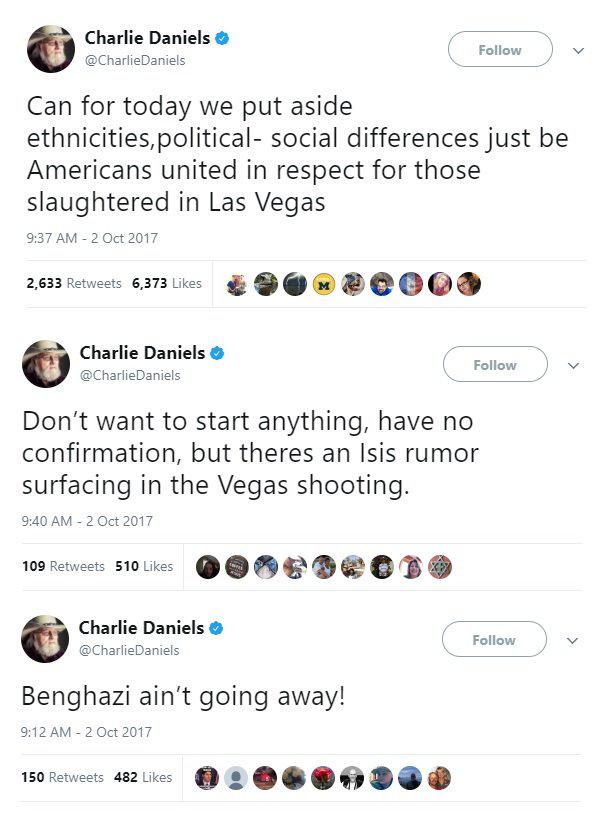 Charlie Daniels
@CharlieDaniels
Follow
Can for today we put aside
ethnicities,political- social differences just be
Americans united in respect for those
slaughtered in Las Vegas
9:37 AM - 2 Oct 2017
2,633 Retweets 6,373 Likes
M
Charlie Daniels
@CharlieDaniels
Follow
Don’t want to start anything, have no
confirmation, but theres an Isis rumor
surfacing in the Vegas shooting.
9:40 AM - 2 Oct 2017
109 Retweets 510 Likes
Charlie Daniels
@CharlieDaniels
Follow
Benghazi ain’t going away!
9:12 AM - 2 Oct 2017
150 Retweets 482 Likes